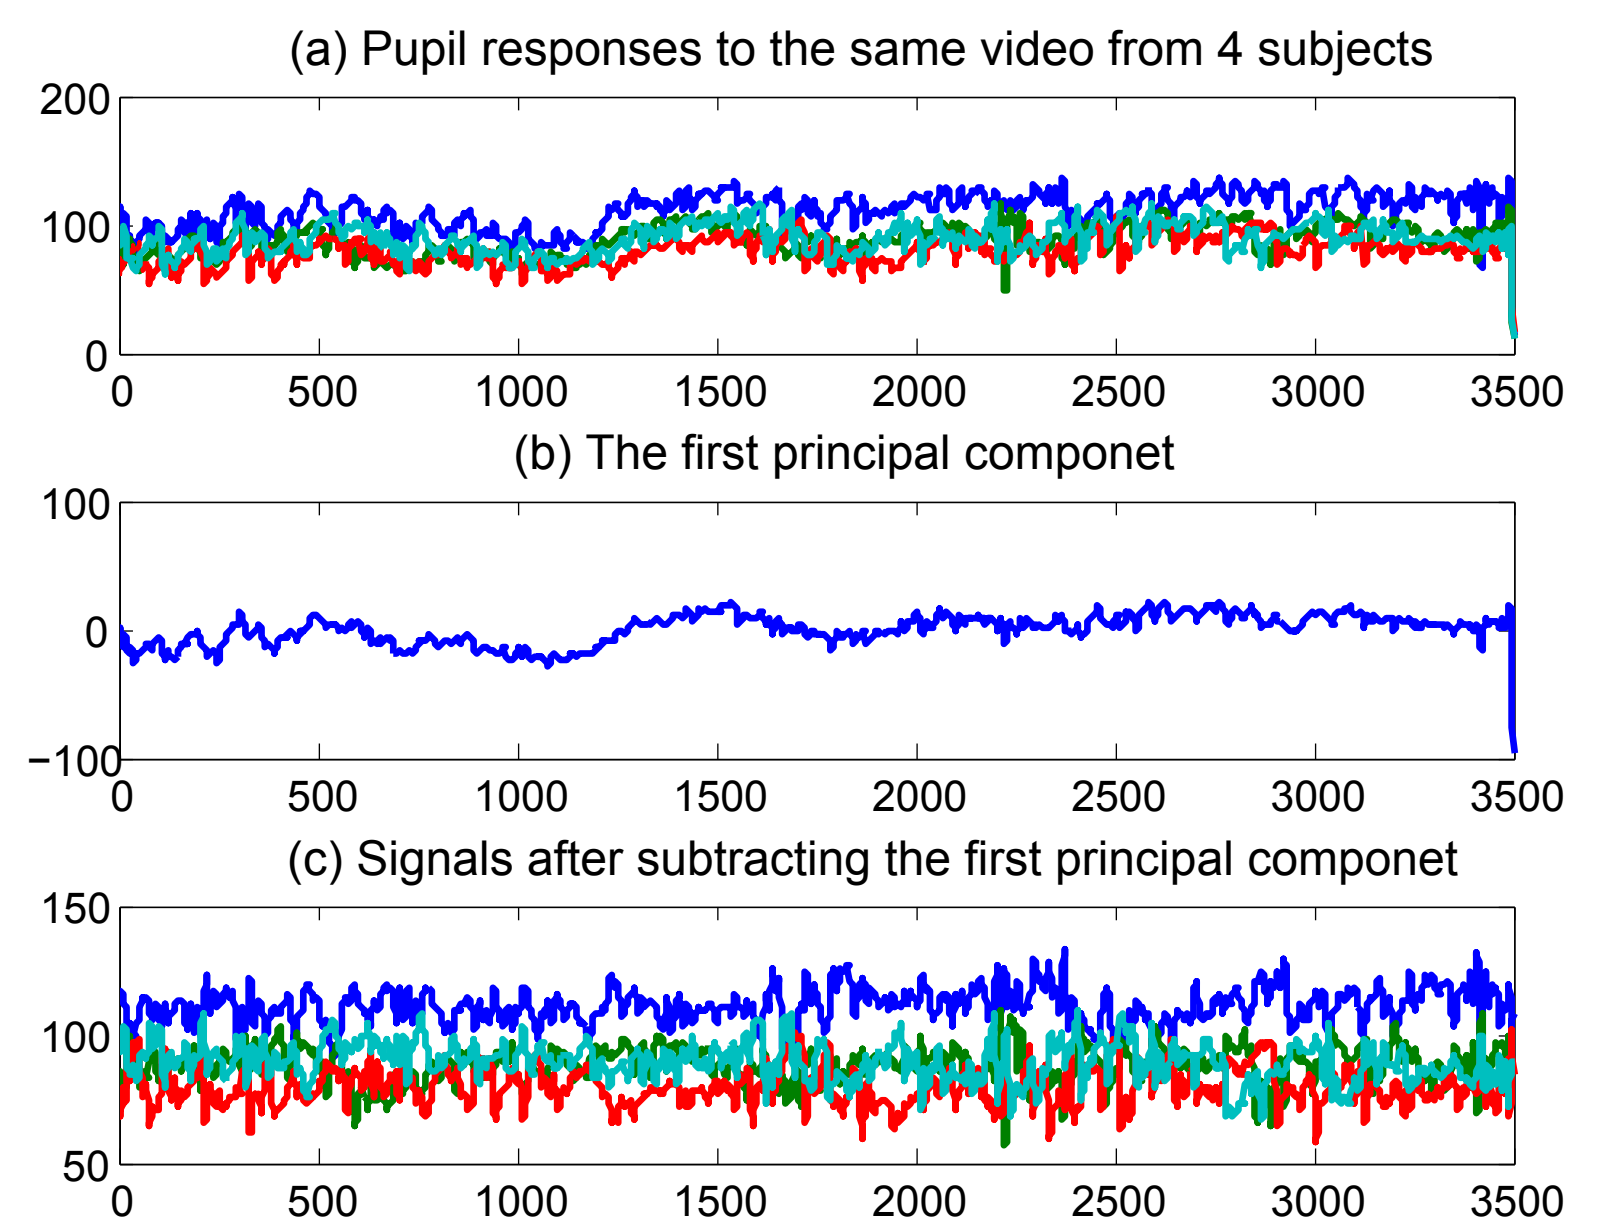 (a) Pupil responses to the same video from 4 subjects
200
100
0
0 500 1000 1500 2000 2500 3000 3500
(b) The first principal componet
100
0
−100
0 500 1000 1500 2000 2500 3000 3500
(c) Signals after subtracting the first principal componet
150
100
50
0 500 1000 1500 2000 2500 3000 3500